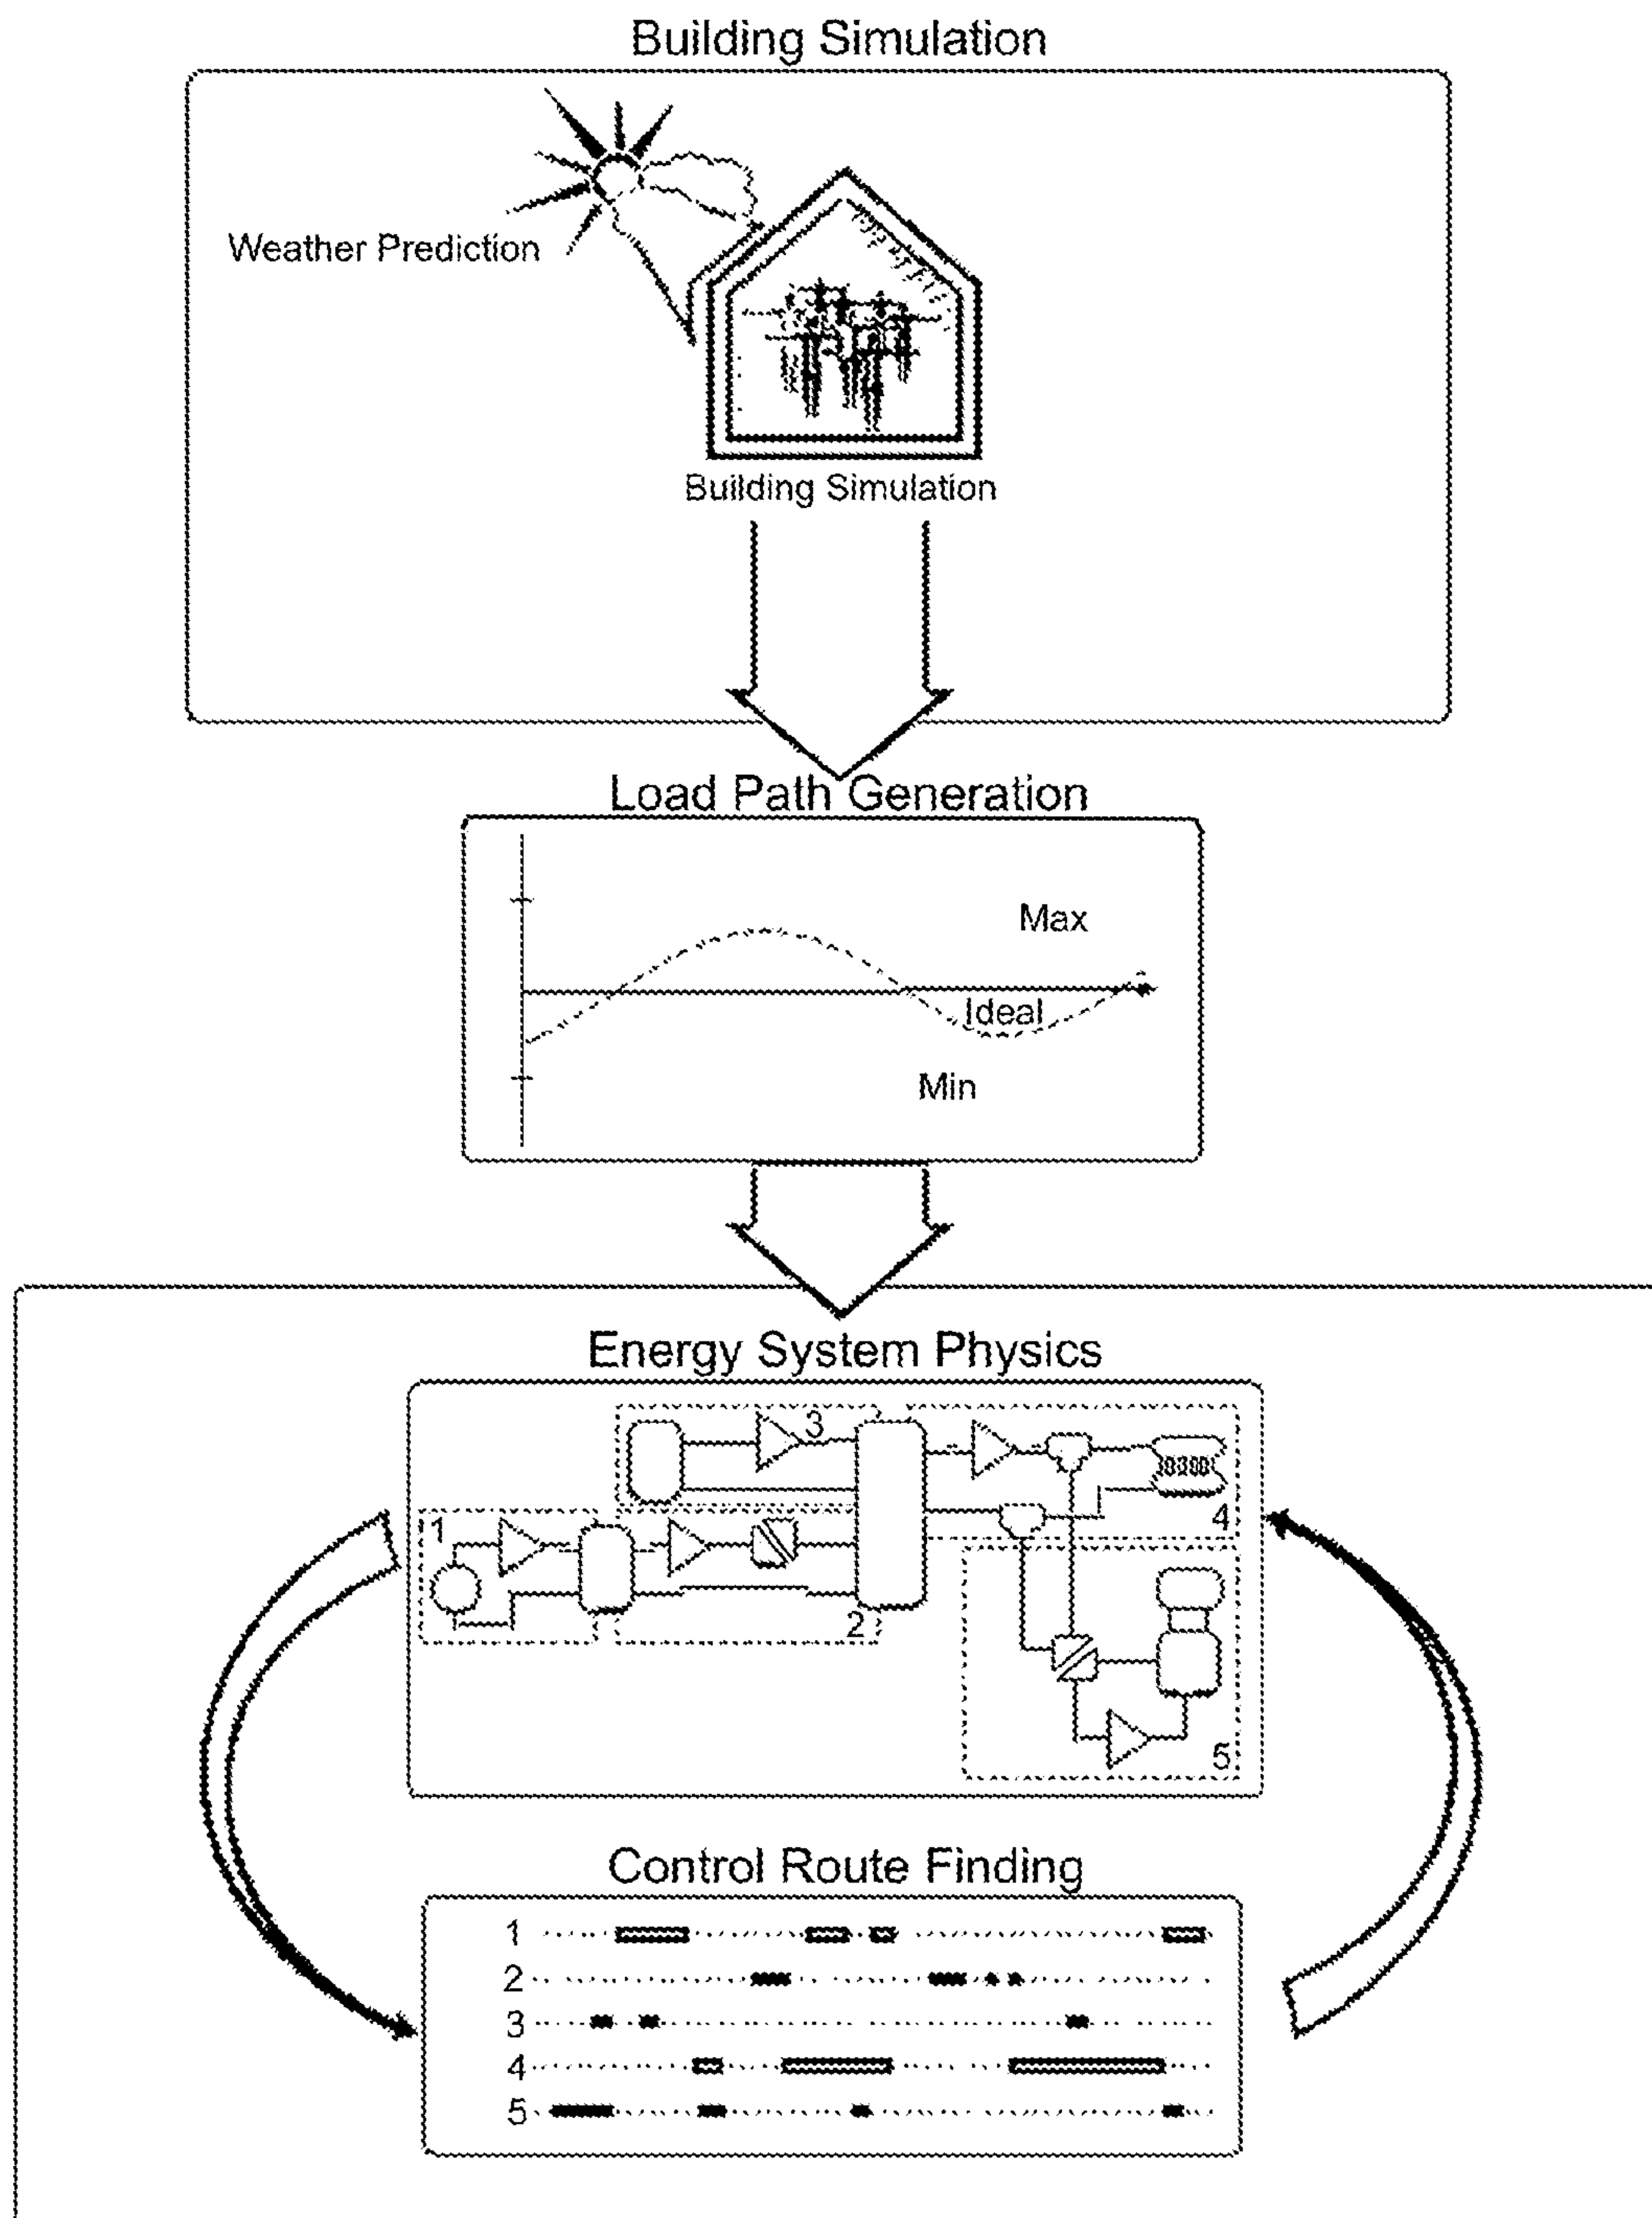 Building Simulation
Weather Prediction
Building Simulation
Load Path Generation
Max
Ideal
Min
Energy System Physics
3
1
4
2
5
Control Route Finding
1
2
3
4
5